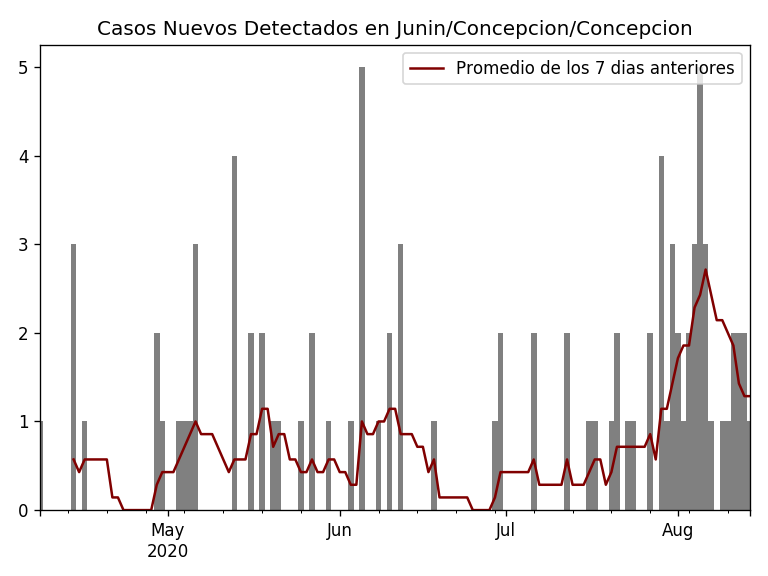 Casos Nuevos Detectados en Junin/Concepcion/Concepcion
Promedio de los 7 dias anteriores
5
4
3
2
1
0
May Jun Jul Aug
2020